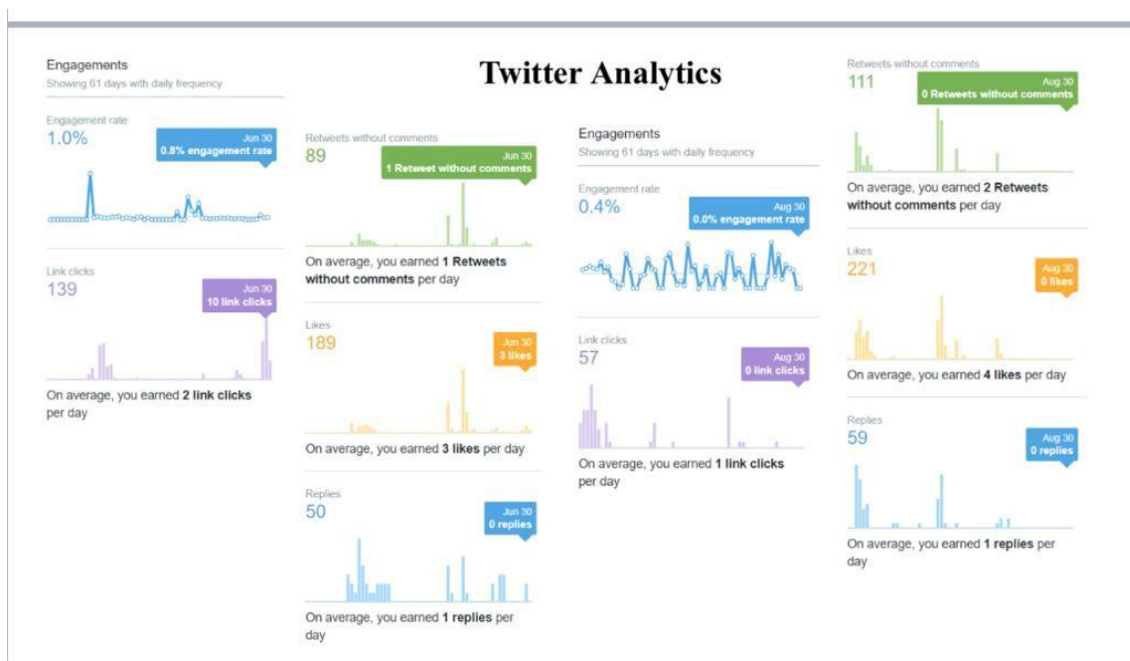 Twitter Analytics
Engagements
Showing 61 days with daily frequency
Engagement rate
1.0%
Jun 30
0.8% engagement rate
Link clicks
139
Jun 30
10 link clicks
On average, you earned 2 link clicks
per day
Retweets without comments
89
Jun 30
1 Retweet without comments
On average, you earned 1 Retweets
without comments per day
Likes
189
Jun 30
3 likes
On average, you earned 3 likes per day
Replies
50
Jun 30
0 replies
On average, you earned 1 replies per
day
Engagements
Showing 61 days with daily frequency
Engagement rate
0.4%
Aug 30
0.0% engagement rate
Link clicks
57
Aug 30
0 link clicks
On average, you earned 1 link clicks
per day
Retweets without comments
111
Aug 30
0 Retweets without comments
On average, you earned 2 Retweets
without comments per day
Likes
221
Aug 30
0 likes
On average, you earned 4 likes per day
Replies
59
Aug 30
0 replies
On average, you earned 1 replies per
day